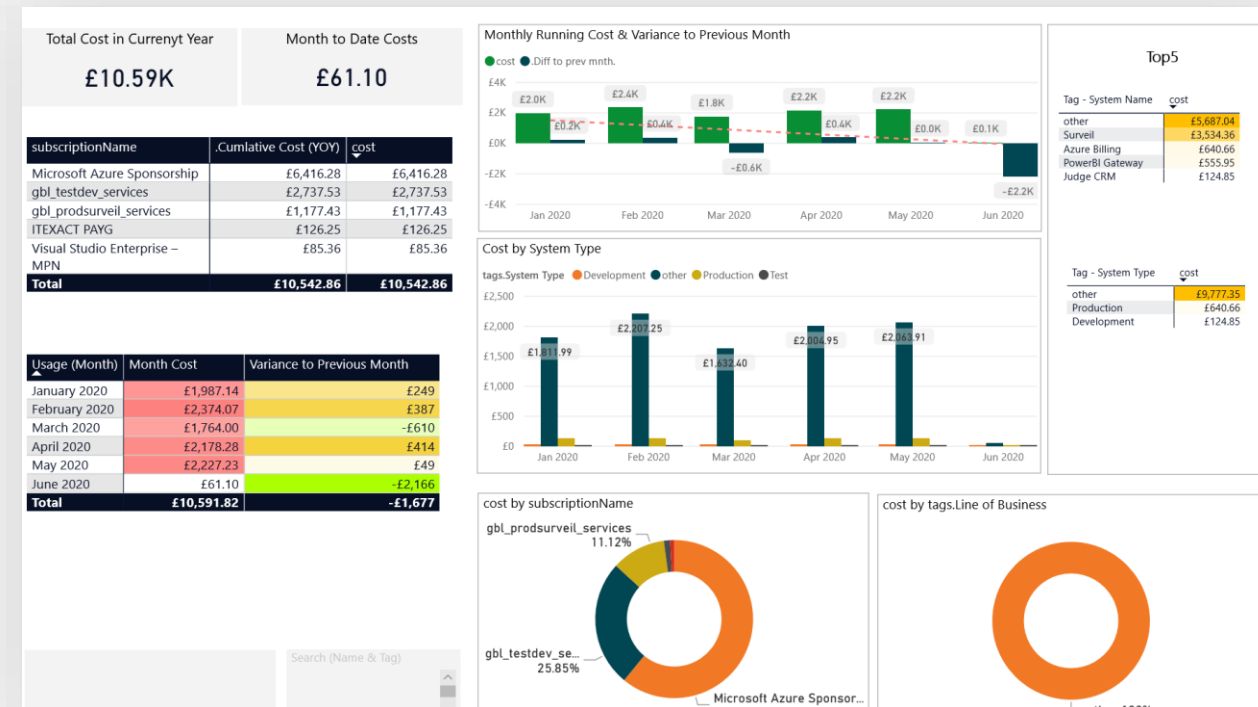 Total Cost in Currenyt Year
£10.59K
Month to Date Costs
£61.10
subscriptionName .Cumlative Cost (YOY) cost
Microsoft Azure Sponsorship £6,416.28 £6,416.28
gbl_testdev_services £2,737.53 £2,737.53
gbl_prodsurveil_services £1,177.43 £1,177.43
ITEXACT PAYG £126.25 £126.25
Visual Studio Enterprise – £85.36 £85.36
MPN
Total £10,542.86 £10,542.86
Usage (Month) Month Cost Variance to Previous Month
January 2020 £1,987.14 £249
February 2020 £2,374.07 £387
March 2020 £1,764.00 -£610
April 2020 £2,178.28 £414
May 2020 £2,227.23 £49
June 2020 £61.10 -£2,166
Total £10,591.82 -£1,677
Search (Name & Tag)
Monthly Running Cost & Variance to Previous Month
cost .Diff to prev mnth.
£4K
£2K
£0K
-£2K
-£4K
£2.0K £2.4K £1.8K £2.2K £2.2K
£0.2K £0.4K £0.4K £0.0K £0.1K
-£0.6K
-£2.2K
Jan 2020 Feb 2020 Mar 2020 Apr 2020 May 2020 Jun 2020
Cost by System Type
tags.System Type Development other Production Test
£2,500
£2,000
£1,500
£1,000
£500
£0
£1,811.99 £2,207.25 £1,632.40 £2,004.95 £2,063.91
Jan 2020 Feb 2020 Mar 2020 Apr 2020 May 2020 Jun 2020
Top5
Tag - System Name cost
other £5,687.04
Surveil £3,534.36
Azure Billing £640.66
PowerBI Gateway £555.95
Judge CRM £124.85
Tag - System Type cost
other £9,777.35
Production £640.66
Development £124.85
cost by subscriptionName
gbl_prodsurveil_services
11.12%
gbl_testdev_se...
25.85%
Microsoft Azure Sponsor...
cost by tags.Line of Business